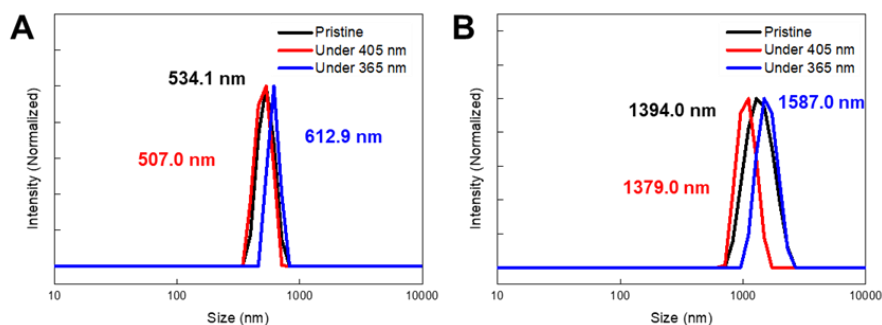 A
Pristine
Under 405 nm
Under 365 nm
534.1 nm
612.9 nm
507.0 nm
Intensity (Normalized)
10
100
1000
10000
Size (nm)
B
Pristine
Under 405 nm
Under 365 nm
1394.0 nm
1587.0 nm
1379.0 nm
Intensity (Normalized)
10
100
1000
10000
Size (nm)